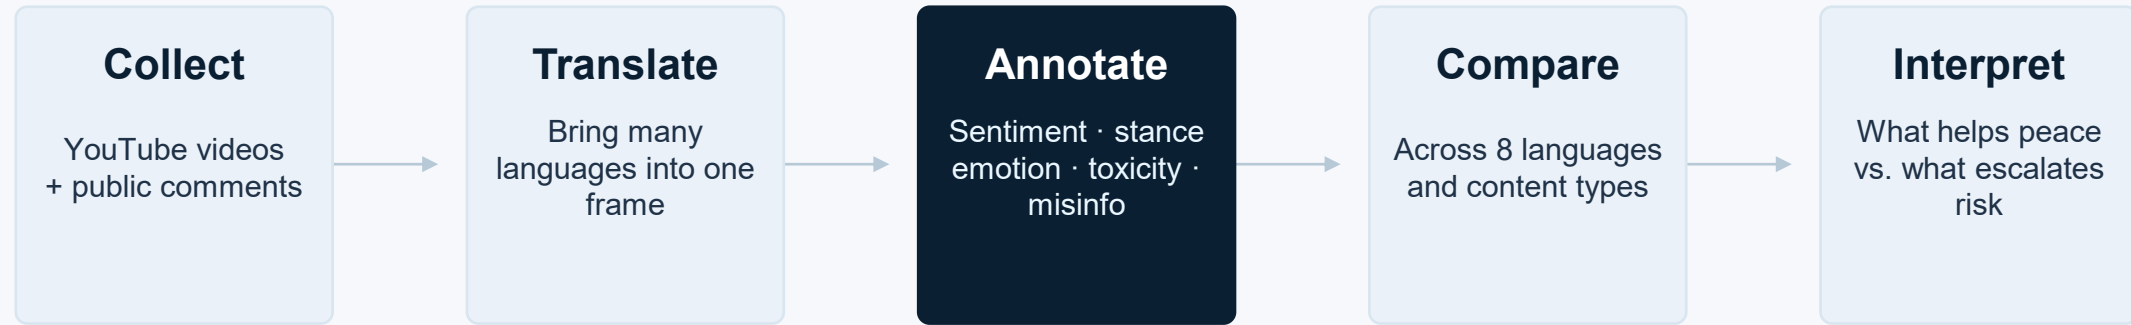 Collect
YouTube videos
+ public comments
Translate
Bring many
languages into one
frame
Annotate
Sentiment · stance
emotion · toxicity ·
misinfo
Compare
Across 8 languages
and content types
Interpret
What helps peace
vs. what escalates
risk